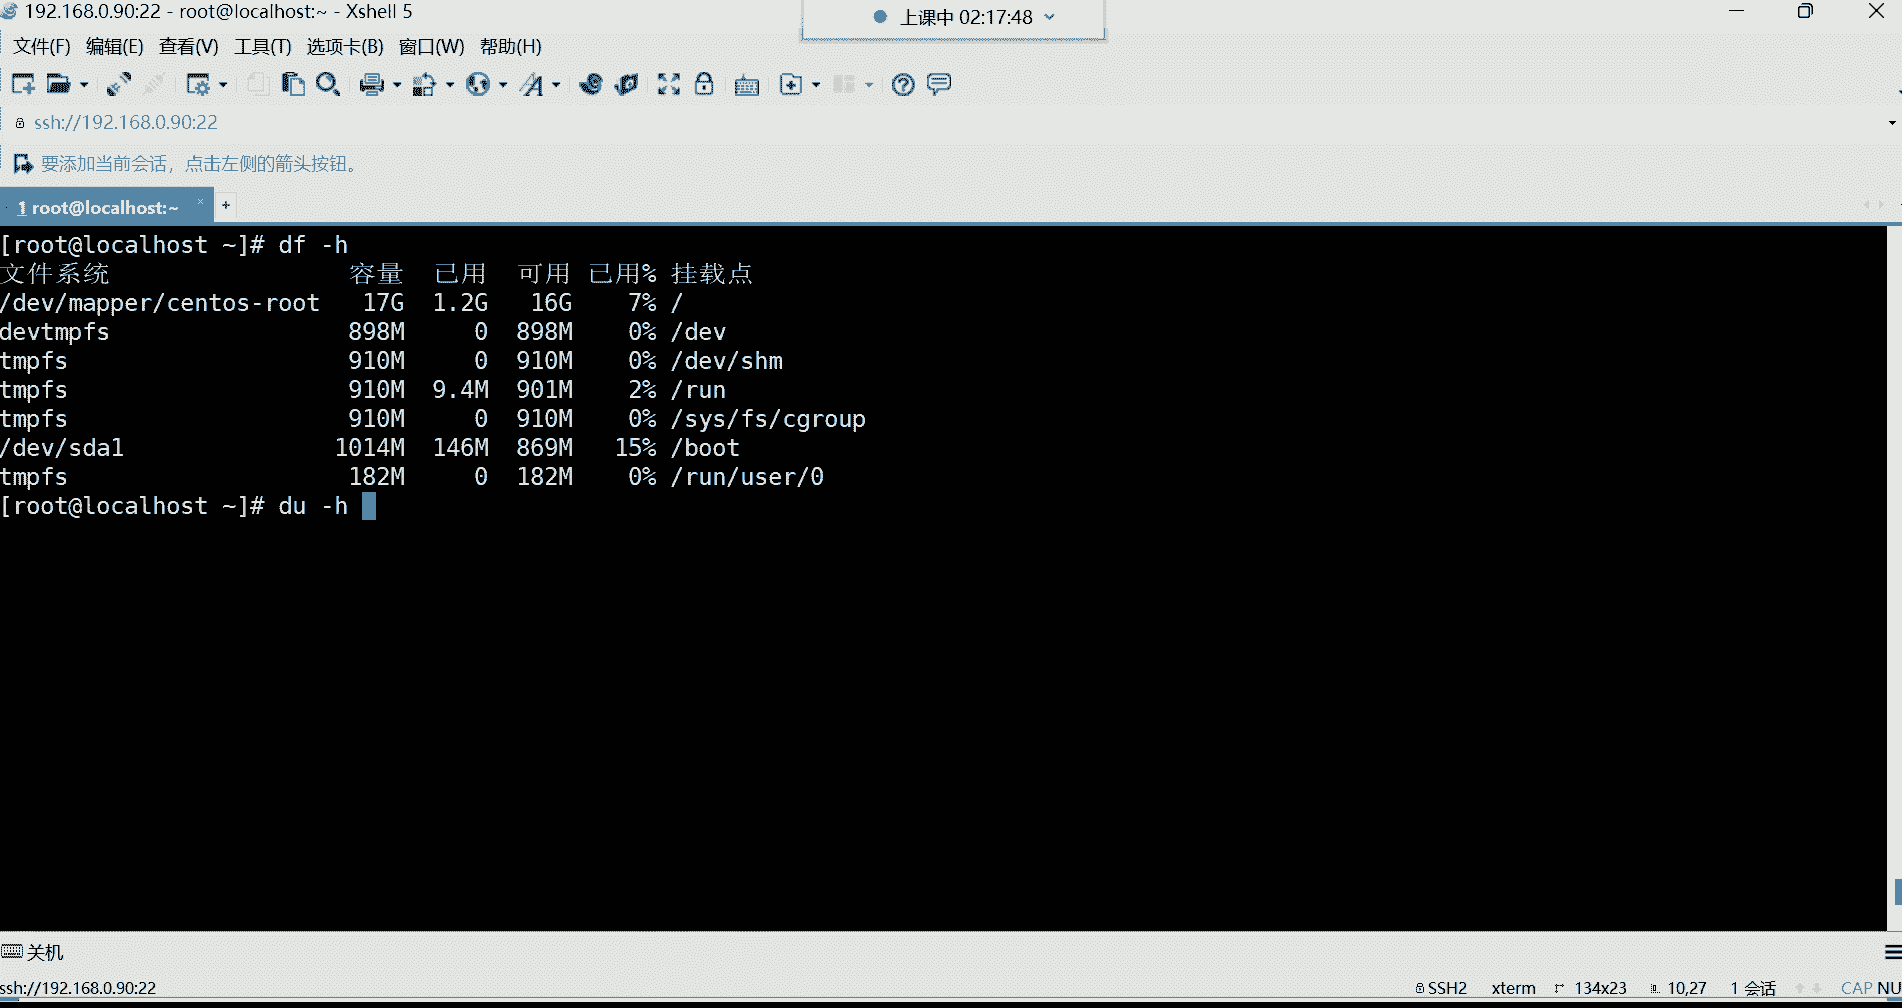 192.168.0.90:22 - root@localhost:~ - Xshell 5
上课中 02:17:48
文件(F) 编辑(E) 查看(V) 工具(T) 选项卡(B) 窗口(W) 帮助(H)
ssh://192.168.0.90:22
要添加当前会话，点击左侧的箭头按钮。
1 root@localhost:~ × +
[root@localhost ~]# df -h
文件系统 容量 已用 可用 已用% 挂载点
/dev/mapper/centos-root 17G 1.2G 16G 7% /
devtmpfs 898M 0 898M 0% /dev
tmpfs 910M 0 910M 0% /dev/shm
tmpfs 910M 9.4M 901M 2% /run
tmpfs 910M 0 910M 0% /sys/fs/cgroup
/dev/sda1 1014M 146M 869M 15% /boot
tmpfs 182M 0 182M 0% /run/user/0
[root@localhost ~]# du -h
关机
ssh://192.168.0.90:22 SSH2 xterm 134x23 10,27 1 会话 CAP NU